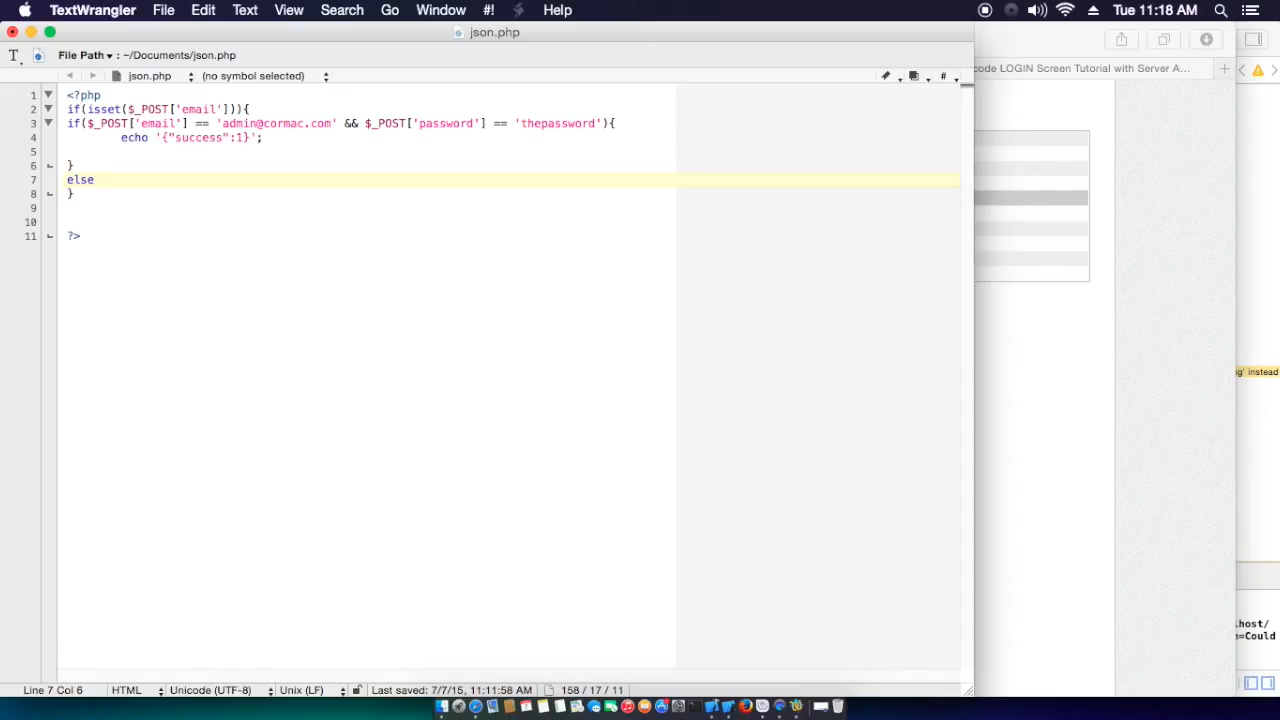 TextWrangler File Edit Text View Search Go Window #! Help Tue 11:18 AM
json.php
File Path ▾ : ~/Documents/json.php
json.php (no symbol selected) #
code LOGIN Screen Tutorial with Server A...
1 <?php
2 if(isset($_POST['email'])){
3 if($_POST['email'] == 'admin@cormac.com' && $_POST['password'] == 'thepassword'){
4 echo '{"success":1}';
5
6 }
7 else
8 }
9
10
11 ?>
ng' instead
lhost/
n=Could
Line 7 Col 6 HTML Unicode (UTF-8) Unix (LF) Last saved: 7/7/15, 11:11:58 AM 158 / 17 / 11